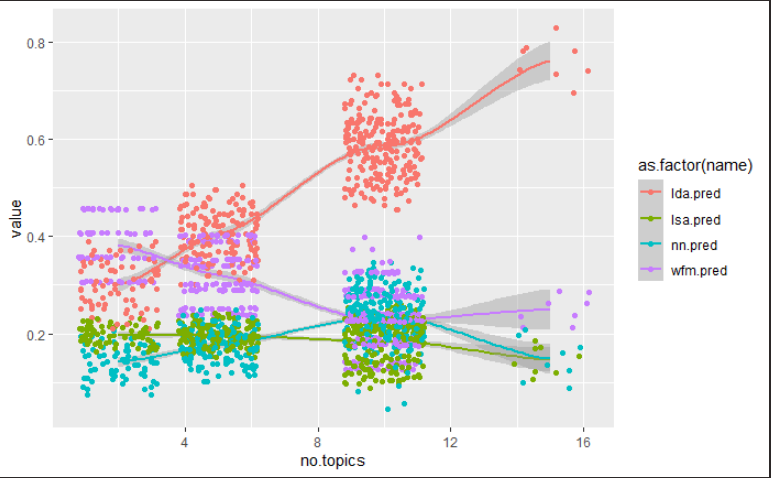 0.8
0.6
0.4
0.2
value
4
8
12
16
no.topics
as.factor(name)
lda.pred
lsa.pred
nn.pred
wfm.pred